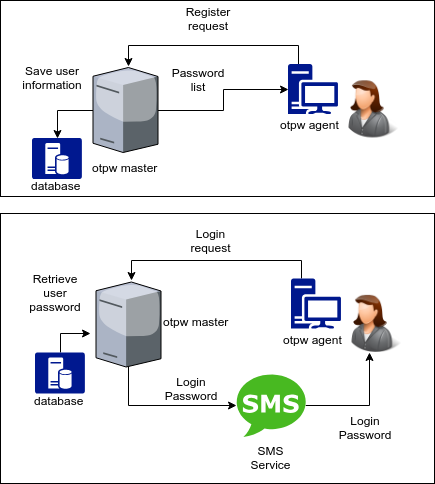 Register
request
Save user
information
Password
list
otpw agent
otpw master
database
Login
request
Retrieve
user
password
otpw master
otpw agent
database
Login
Password
SMS
Login
Password
SMS
Service